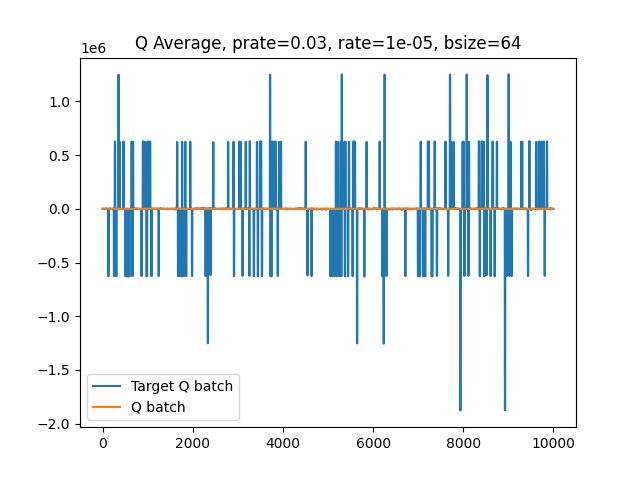 Q Average, prate=0.03, rate=1e-05, bsize=64
1e6
1.0
0.5
0.0
−0.5
−1.0
−1.5
−2.0
Target Q batch
Q batch
0 2000 4000 6000 8000 10000